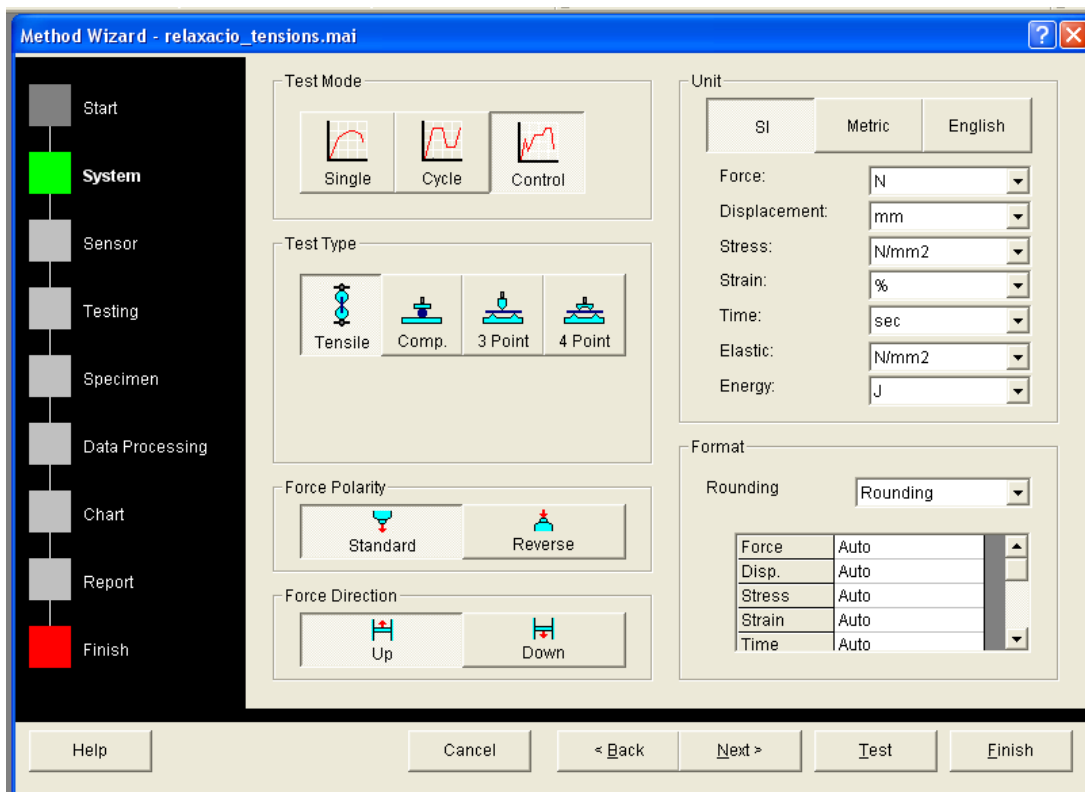 Method Wizard - relaxacio_tensions.mai
Start
System
Sensor
Testing
Specimen
Data Processing
Chart
Report
Finish
Test Mode
Single Cycle Control
Test Type
Tensile Comp. 3 Point 4 Point
Force Polarity
Standard Reverse
Force Direction
Up Down
Unit
SI Metric English
Force: N
Displacement: mm
Stress: N/mm2
Strain: %
Time: sec
Elastic: N/mm2
Energy: J
Format
Rounding Rounding
Force Auto
Disp. Auto
Stress Auto
Strain Auto
Time Auto
Help Cancel < Back Next > Test Finish